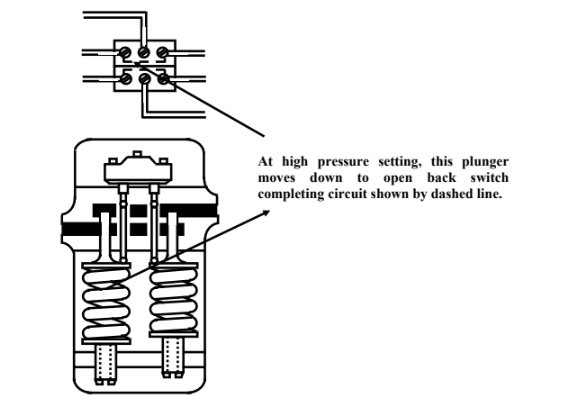 At high pressure setting, this plunger
moves down to open back switch
completing circuit shown by dashed line.